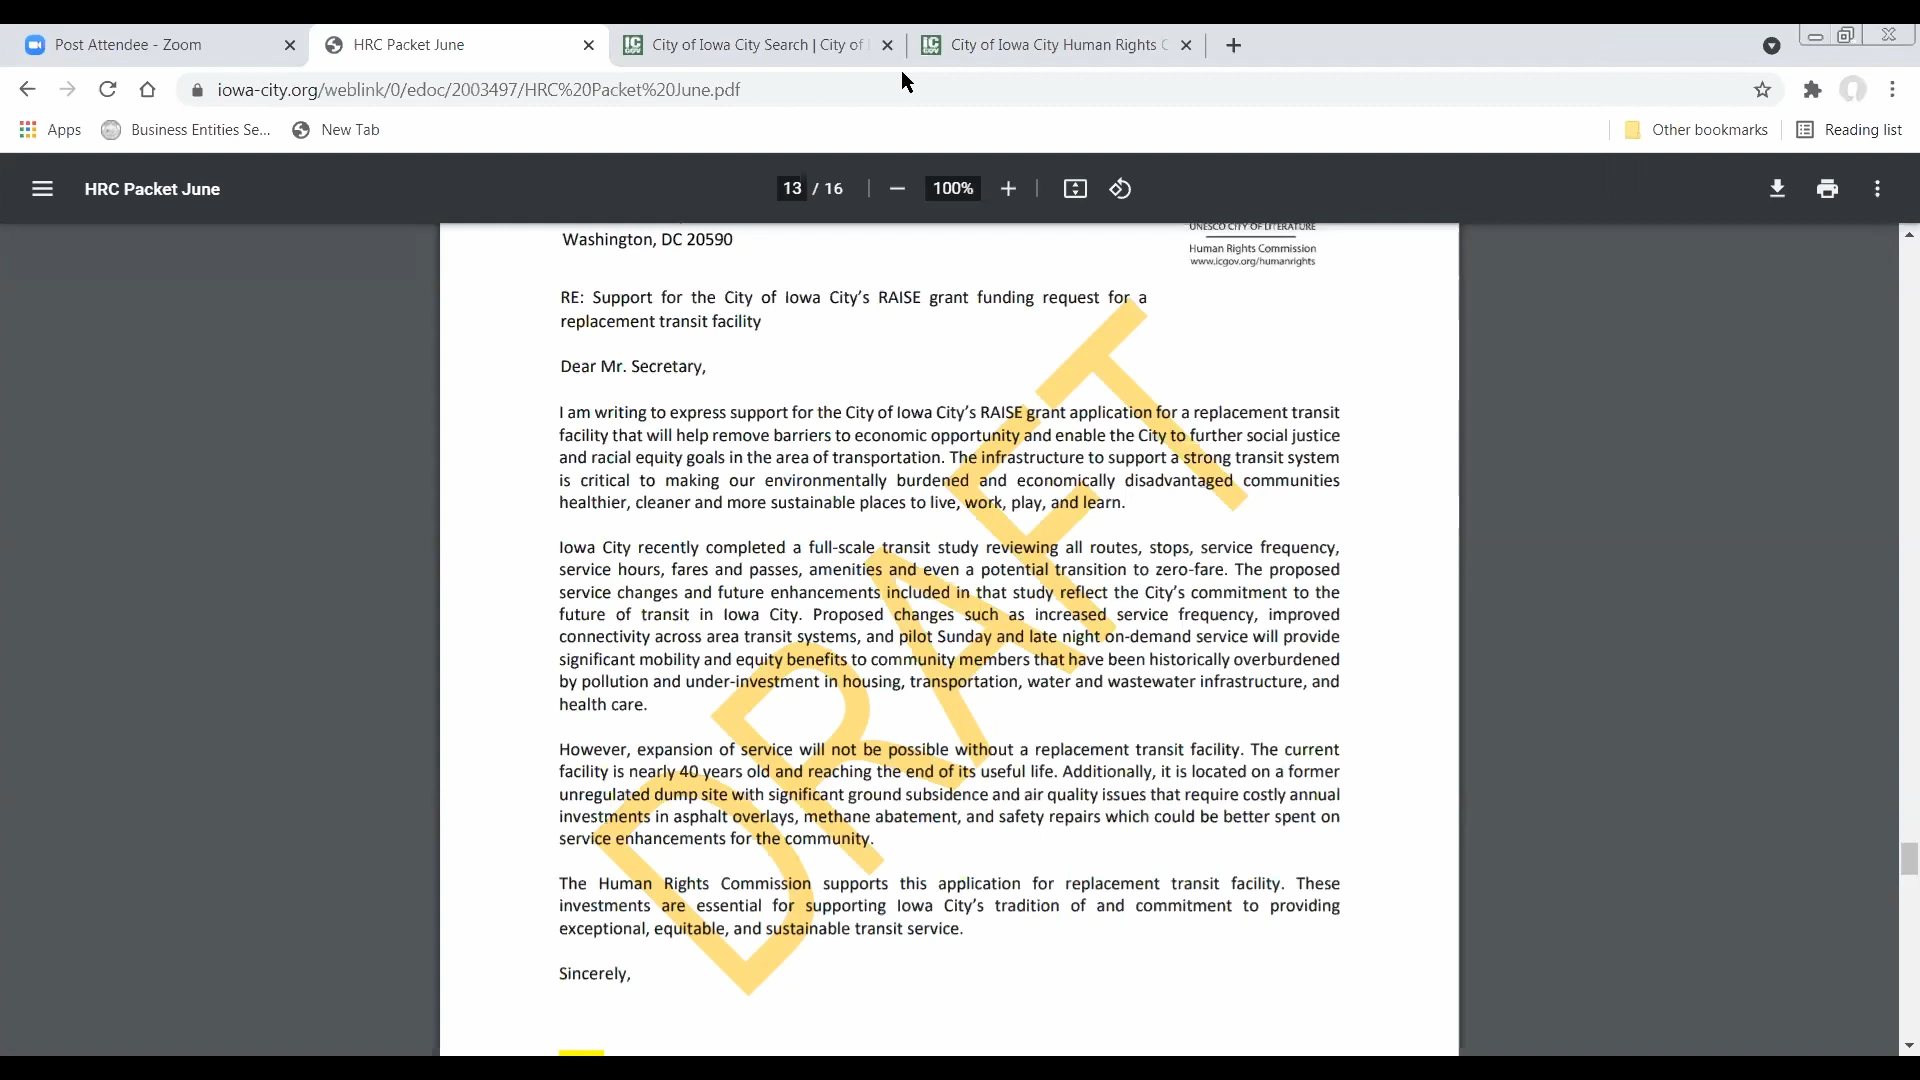 Post Attendee - Zoom
HRC Packet June
City of Iowa City Search | City of
City of Iowa City Human Rights C
iowa-city.org/weblink/0/edoc/2003497/HRC%20Packet%20June.pdf
Apps
Business Entities Se...
New Tab
Other bookmarks
Reading list
HRC Packet June
13 / 16
100%
UNESCO CITY OF LITERATURE
Washington, DC 20590
Human Rights Commission
www.icgov.org/humanrights
RE: Support for the City of Iowa City’s RAISE grant funding request for a
replacement transit facility
Dear Mr. Secretary,
I am writing to express support for the City of Iowa City’s RAISE grant application for a replacement transit
facility that will help remove barriers to economic opportunity and enable the City to further social justice
and racial equity goals in the area of transportation. The infrastructure to support a strong transit system
is critical to making our environmentally burdened and economically disadvantaged communities
healthier, cleaner and more sustainable places to live, work, play, and learn.
Iowa City recently completed a full-scale transit study reviewing all routes, stops, service frequency,
service hours, fares and passes, amenities and even a potential transition to zero-fare. The proposed
service changes and future enhancements included in that study reflect the City’s commitment to the
future of transit in Iowa City. Proposed changes such as increased service frequency, improved
connectivity across area transit systems, and pilot Sunday and late night on-demand service will provide
significant mobility and equity benefits to community members that have been historically overburdened
by pollution and under-investment in housing, transportation, water and wastewater infrastructure, and
health care.
However, expansion of service will not be possible without a replacement transit facility. The current
facility is nearly 40 years old and reaching the end of its useful life. Additionally, it is located on a former
unregulated dump site with significant ground subsidence and air quality issues that require costly annual
investments in asphalt overlays, methane abatement, and safety repairs which could be better spent on
service enhancements for the community.
The Human Rights Commission supports this application for replacement transit facility. These
investments are essential for supporting Iowa City’s tradition of and commitment to providing
exceptional, equitable, and sustainable transit service.
Sincerely,
DRAFT